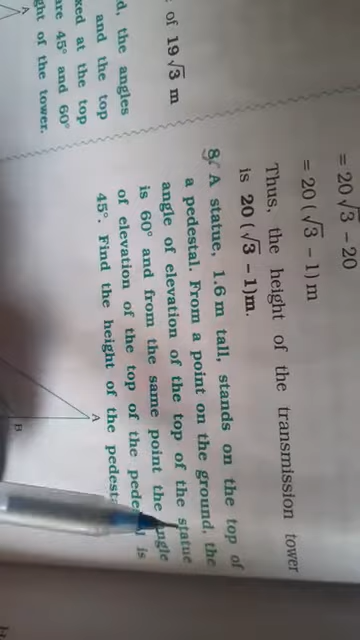 of 19 √3 m
d, the angles
and the top
xed at the top
are 45° and 60°
ght of the tower.
A
= 20 √3 − 20
= 20 (√3 − 1) m
Thus, the height of the transmission tower
is 20 (√3 − 1)m.
8. A statue, 1.6 m tall, stands on the top of
a pedestal. From a point on the ground, the
angle of elevation of the top of the statue
is 60° and from the same point the angle
of elevation of the top of the is
45°. Find the height of the
A
B